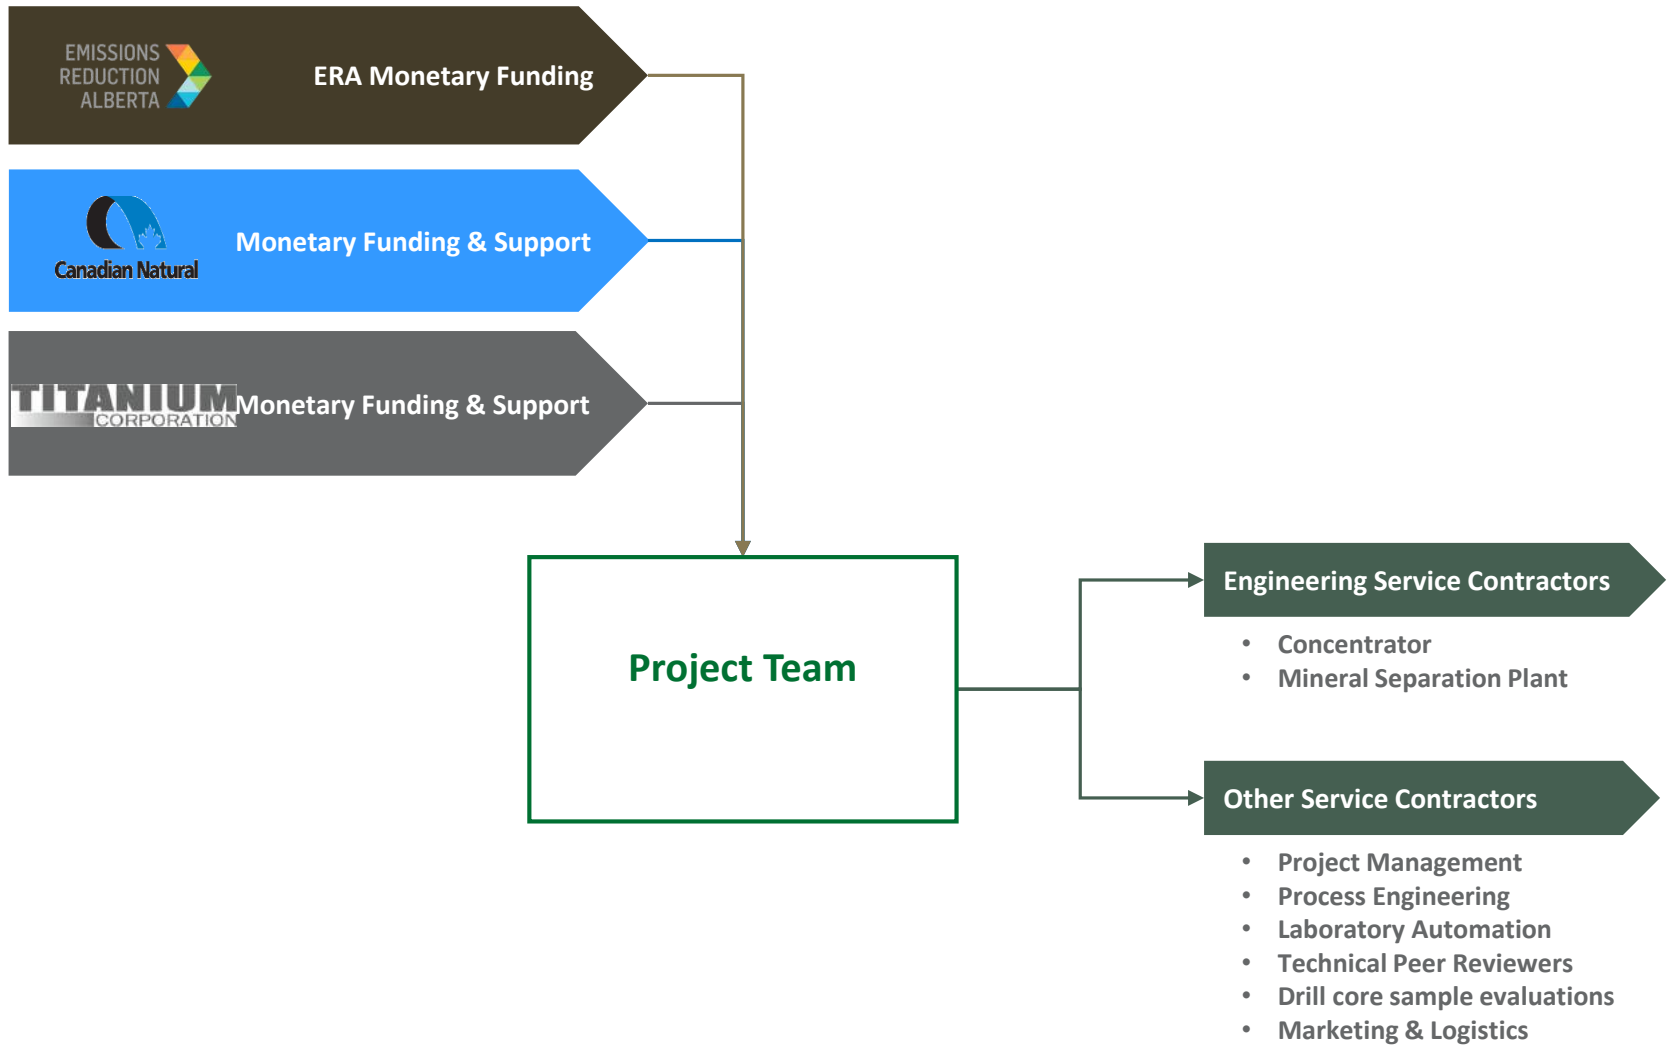 EMISSIONS
REDUCTION
ALBERTA
ERA Monetary Funding
Canadian Natural
Monetary Funding & Support
TITANIUM
CORPORATION
Monetary Funding & Support
Project Team
Engineering Service Contractors
• Concentrator
• Mineral Separation Plant
Other Service Contractors
• Project Management
• Process Engineering
• Laboratory Automation
• Technical Peer Reviewers
• Drill core sample evaluations
• Marketing & Logistics